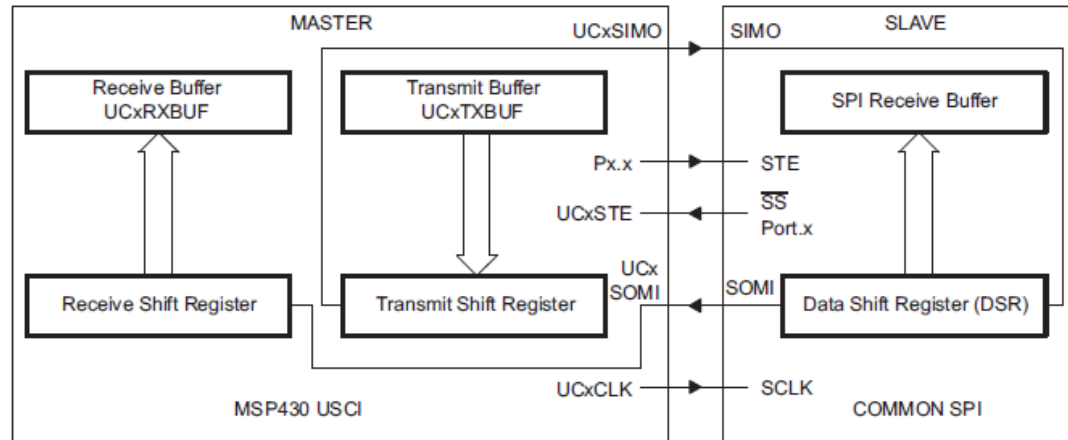 MASTER
SLAVE
UCxSIMO
SIMO
Receive Buffer
UCxRXBUF
Transmit Buffer
UCxTXBUF
SPI Receive Buffer
Px.x
STE
UCxSTE
SS
Port.x
UCx
SOMI
SOMI
Receive Shift Register
Transmit Shift Register
Data Shift Register (DSR)
UCxCLK
SCLK
MSP430 USCI
COMMON SPI